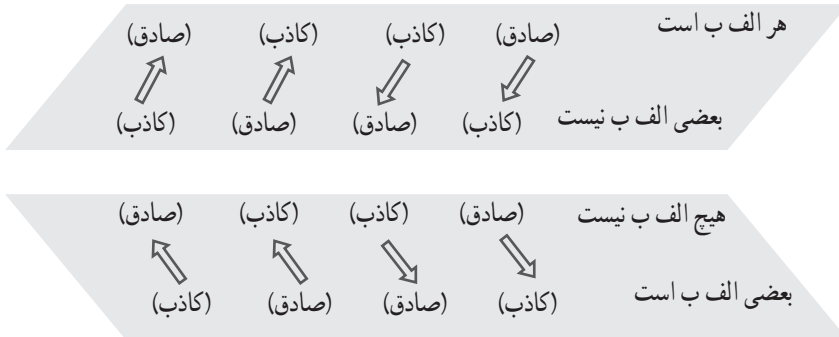 هر الف ب است (صادق) (کاذب) (کاذب) (صادق)
بعضی الف ب نیست (کاذب) (صادق) (صادق) (کاذب)
هیچ الف ب نیست (صادق) (کاذب) (کاذب) (صادق)
بعضی الف ب است (کاذب) (صادق) (صادق) (کاذب)